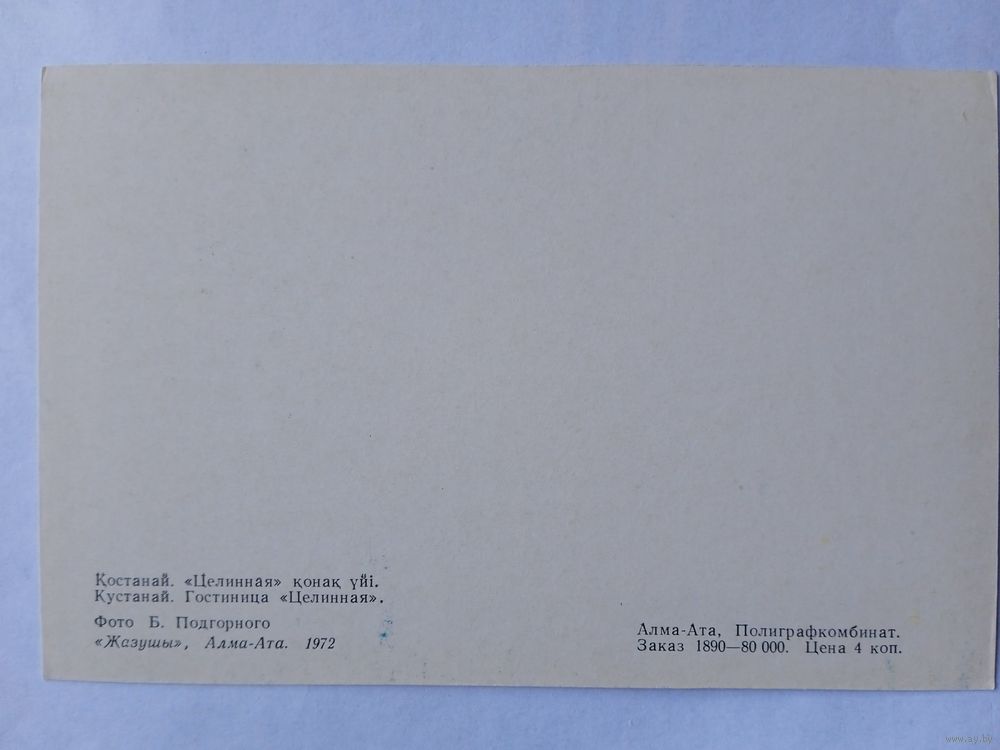 Қостанай. «Целинная» қонақ үйі.
Кустанай. Гостиница «Целинная».
Фото Б. Подгорного
«Жазушы», Алма-Ата. 1972
Алма-Ата, Полиграфкомбинат.
Заказ 1890—80 000. Цена 4 коп.
www.ay.by